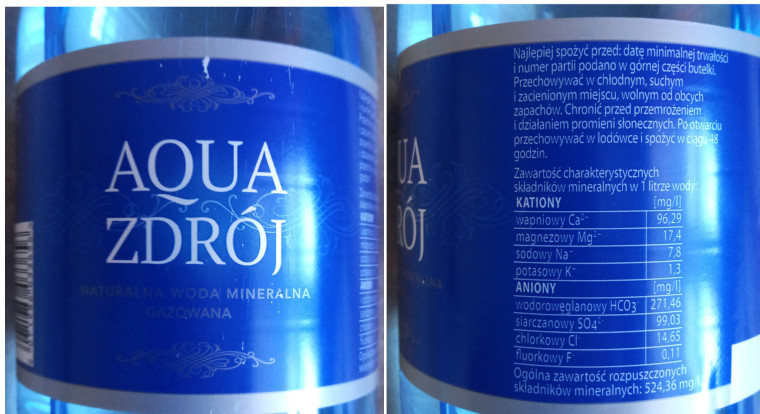 AQUA
ZDRÓJ
NATURALNA WODA MINERALNA
GAZOWANA
Najlepiej spożyć przed: datę minimalnej trwałości
i numer partii podano w górnej części butelki.
Przechowywać w chłodnym, suchym
i zacienionym miejscu, wolnym od obcych
zapachów. Chronić przed przemrożeniem
i działaniem promieni słonecznych. Po otwarciu
przechowywać w lodówce i spożyć w ciągu 48
godzin.
Zawartość charakterystycznych
składników mineralnych w 1 litrze wody:
KATIONY [mg/l]
wapniowy Ca²⁻ 96,29
magnezowy Mg²⁻ 17,4
sodowy Na⁻ 7,8
potasowy K⁻ 1,3
ANIONY [mg/l]
wodorowęglanowy HCO3⁻ 271,46
siarczanowy SO4²⁻ 99,03
chlorkowy Cl⁻ 14,65
fluorkowy F 0,11
Ogólna zawartość rozpuszczonych
składników mineralnych: 524,36 mg/l
UA
RÓJ
MINERALNA